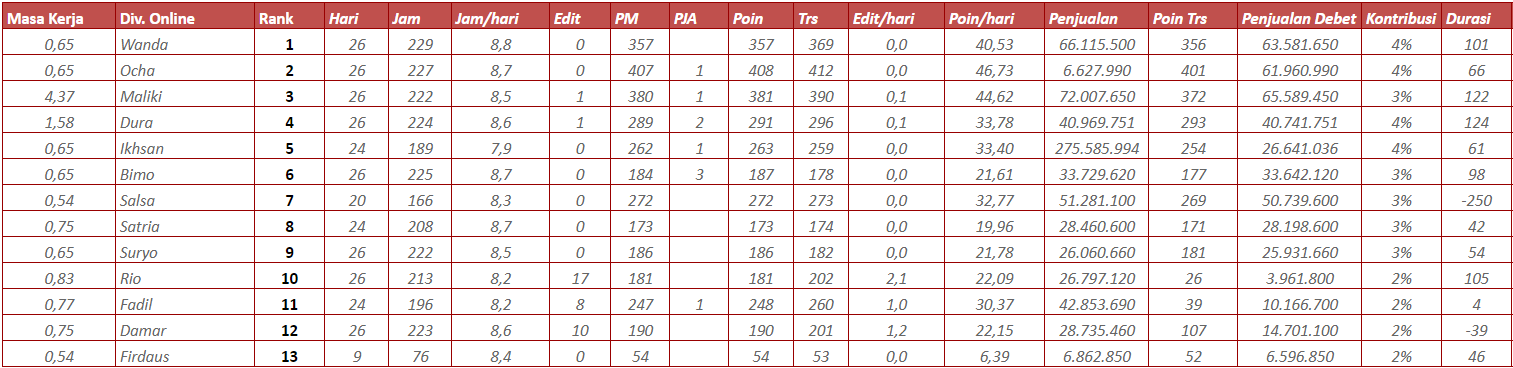 Masa Kerja Div. Online Rank Hari Jam Jam/hari Edit PM PJA Poin Trs Edit/hari Poin/hari Penjualan Poin Trs Penjualan Debet Kontribusi Durasi
0,65 Wanda 1 26 229 8,8 0 357 357 369 0,0 40,53 66.115.500 356 63.581.650 4% 101
0,65 Ocha 2 26 227 8,7 0 407 1 408 412 0,0 46,73 6.627.990 401 61.960.990 4% 66
4,37 Maliki 3 26 222 8,5 1 380 1 381 390 0,1 44,62 72.007.650 372 65.589.450 3% 122
1,58 Dura 4 26 224 8,6 1 289 2 291 296 0,1 33,78 40.969.751 293 40.741.751 4% 124
0,65 Ikhsan 5 24 189 7,9 0 262 1 263 259 0,0 33,40 275.585.994 254 26.641.036 4% 61
0,65 Bimo 6 26 225 8,7 0 184 3 187 178 0,0 21,61 33.729.620 177 33.642.120 3% 98
0,54 Salsa 7 20 166 8,3 0 272 272 273 0,0 32,77 51.281.100 269 50.739.600 3% -250
0,75 Satria 8 24 208 8,7 0 173 173 174 0,0 19,96 28.460.600 171 28.198.600 3% 42
0,65 Suryo 9 26 222 8,5 0 186 186 182 0,0 21,78 26.060.660 181 25.931.660 3% 54
0,83 Rio 10 26 213 8,2 17 181 181 202 2,1 22,09 26.797.120 26 3.961.800 2% 105
0,77 Fadil 11 24 196 8,2 8 247 1 248 260 1,0 30,37 42.853.690 39 10.166.700 2% 4
0,75 Damar 12 26 223 8,6 10 190 190 201 1,2 22,15 28.735.460 107 14.701.100 2% -39
0,54 Firdaus 13 9 76 8,4 0 54 54 53 0,0 6,39 6.862.850 52 6.596.850 2% 46